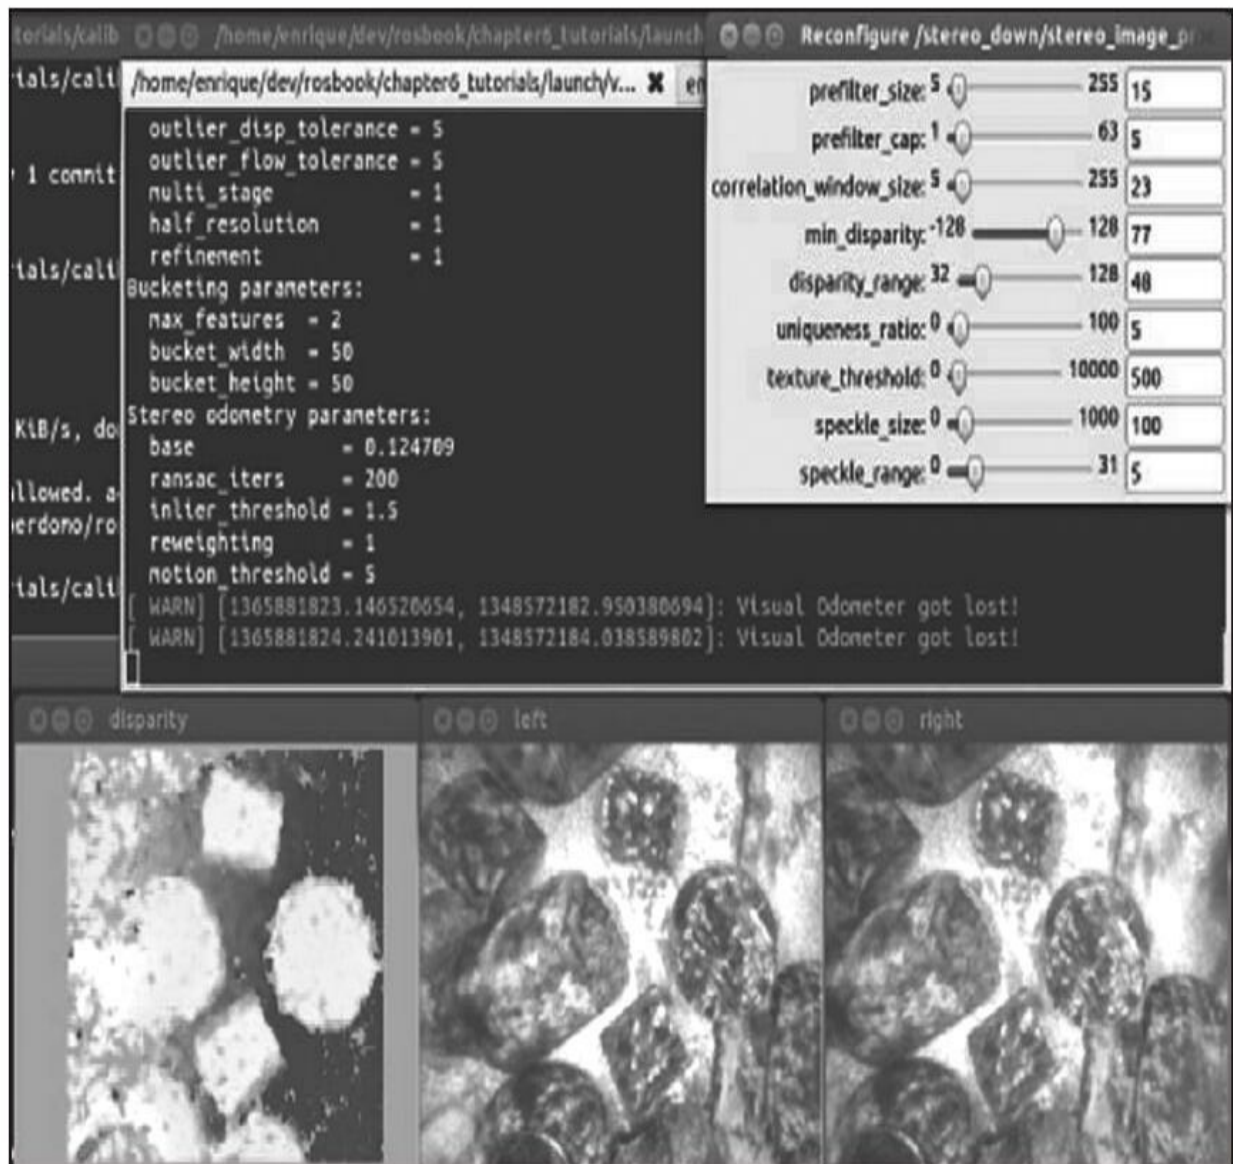 torials/calib
/home/enrique/dev/rosbook/chapter6_tutorials/launch
Reconfigure /stereo_down/stereo_image_pr
ials/cali
/home/enrique/dev/rosbook/chapter6_tutorials/launch/v... ✖ en
outlier_disp_tolerance = 5
outlier_flow_tolerance = 5
1 commit
multi_stage = 1
half_resolution = 1
refinement = 1
ials/cali
Bucketing parameters:
max_features = 2
bucket_width = 50
bucket_height = 50
Stereo odometry parameters:
KiB/s, do
base = 0.124709
ransac_iters = 200
llowed. a
inlier_threshold = 1.5
erdomo/ro
reweighting = 1
motion_threshold = 5
ials/cali
[ WARN] [1365881823.146520654, 1348572182.950380694]: Visual Odometer got lost!
[ WARN] [1365881824.241013901, 1348572184.038589802]: Visual Odometer got lost!
prefilter_size: 5 255 15
prefilter_cap: 1 63 5
correlation_window_size: 5 255 23
min_disparity: -128 128 77
disparity_range: 32 128 48
uniqueness_ratio: 0 100 5
texture_threshold: 0 10000 500
speckle_size: 0 1000 100
speckle_range: 0 31 5
disparity
left
right